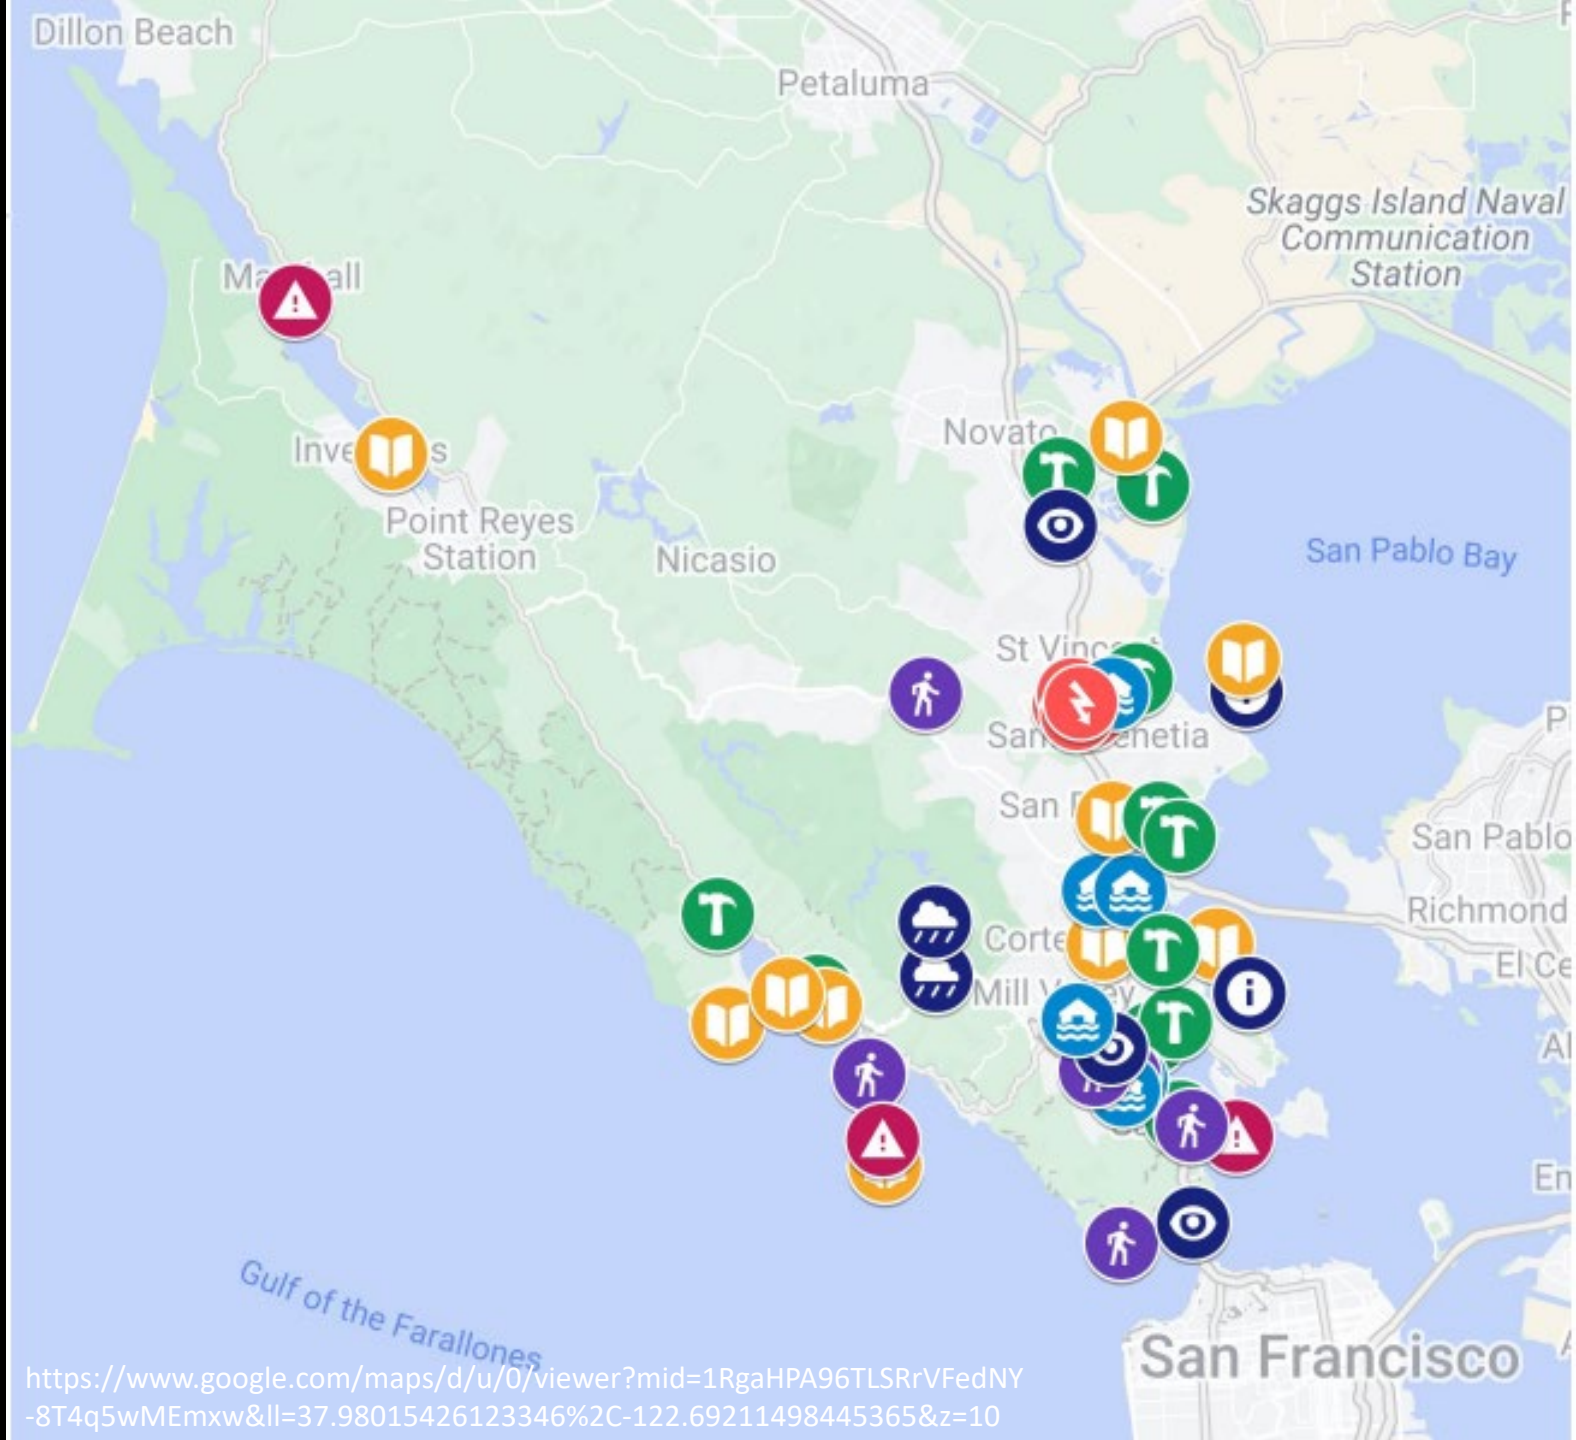 Dillon Beach
Petaluma
Skaggs Island Naval
Communication
Station
Novato
Point Reyes
Station
San Pablo Bay
Nicasio
San
San Pablo
Richmond
Mill
Gulf of the Farallones
San Francisco
https://www.google.com/maps/d/u/0/viewer?mid=1RgaHPA96TLSRrVFedNY
-8T4q5wMEmxw&ll=37.98015426123346%2C-122.69211498445365&z=10